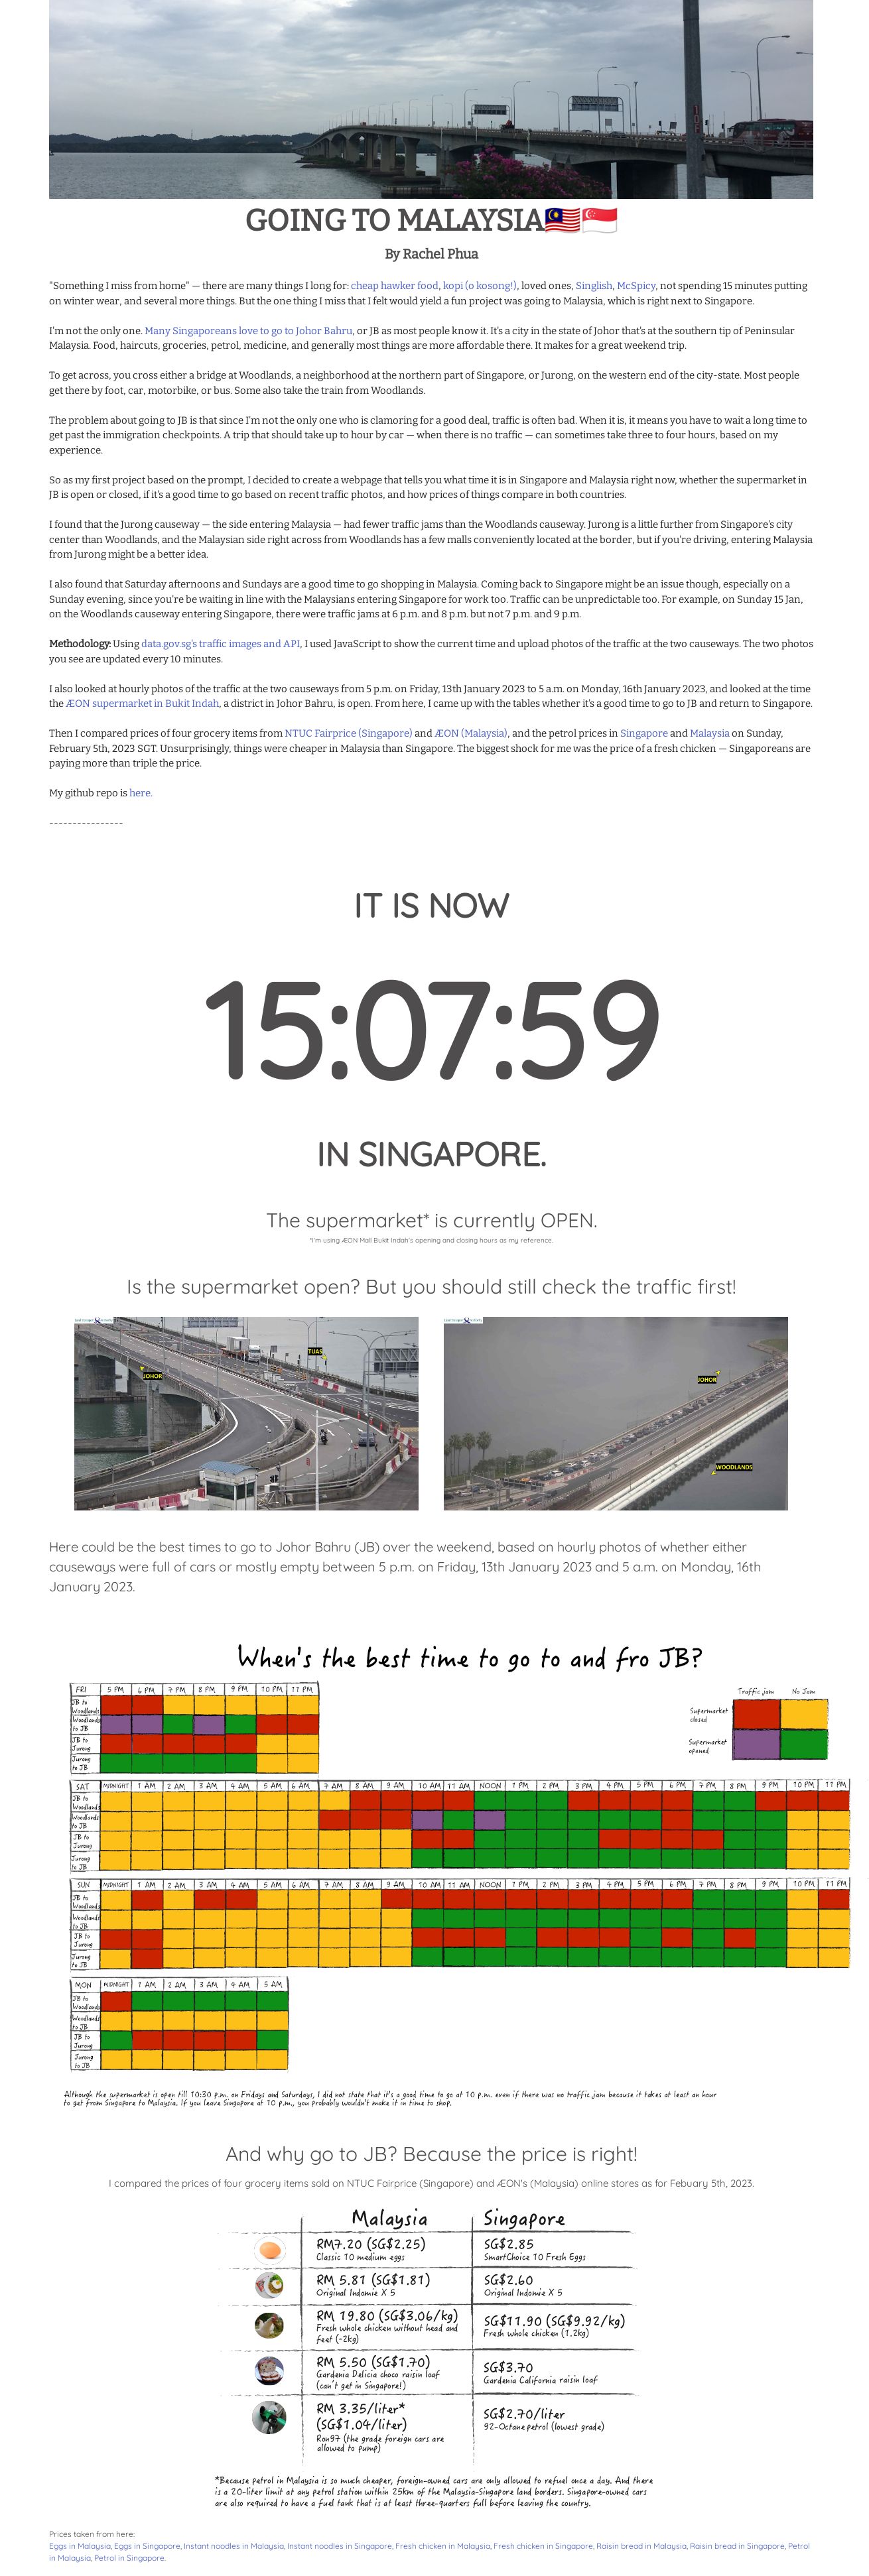 GOING TO MALAYSIA🇲🇾🇸🇬
By Rachel Phua
"Something I miss from home" — there are many things I long for: cheap hawker food, kopi (o kosong!), loved ones, Singlish, McSpicy, not spending 15 minutes putting
on winter wear, and several more things. But the one thing I miss that I felt would yield a fun project was going to Malaysia, which is right next to Singapore.
I'm not the only one. Many Singaporeans love to go to Johor Bahru, or JB as most people know it. It's a city in the state of Johor that's at the southern tip of Peninsular
Malaysia. Food, haircuts, groceries, petrol, medicine, and generally most things are more affordable there. It makes for a great weekend trip.
To get across, you cross either a bridge at Woodlands, a neighborhood at the northern part of Singapore, or Jurong, on the western end of the city-state. Most people
get there by foot, car, motorbike, or bus. Some also take the train from Woodlands.
The problem about going to JB is that since I'm not the only one who is clamoring for a good deal, traffic is often bad. When it is, it means you have to wait a long time to
get past the immigration checkpoints. A trip that should take up to hour by car — when there is no traffic — can sometimes take three to four hours, based on my
experience.
So as my first project based on the prompt, I decided to create a webpage that tells you what time it is in Singapore and Malaysia right now, whether the supermarket in
JB is open or closed, if it's a good time to go based on recent traffic photos, and how prices of things compare in both countries.
I found that the Jurong causeway — the side entering Malaysia — had fewer traffic jams than the Woodlands causeway. Jurong is a little further from Singapore's city
center than Woodlands, and the Malaysian side right across from Woodlands has a few malls conveniently located at the border, but if you're driving, entering Malaysia
from Jurong might be a better idea.
I also found that Saturday afternoons and Sundays are a good time to go shopping in Malaysia. Coming back to Singapore might be an issue though, especially on a
Sunday evening, since you're be waiting in line with the Malaysians entering Singapore for work too. Traffic can be unpredictable too. For example, on Sunday 15 Jan,
on the Woodlands causeway entering Singapore, there were traffic jams at 6 p.m. and 8 p.m. but not 7 p.m. and 9 p.m.
Methodology: Using data.gov.sg's traffic images and API, I used JavaScript to show the current time and upload photos of the traffic at the two causeways. The two photos
you see are updated every 10 minutes.
I also looked at hourly photos of the traffic at the two causeways from 5 p.m. on Friday, 13th January 2023 to 5 a.m. on Monday, 16th January 2023, and looked at the time
the ÆON supermarket in Bukit Indah, a district in Johor Bahru, is open. From here, I came up with the tables whether it's a good time to go to JB and return to Singapore.
Then I compared prices of four grocery items from NTUC Fairprice (Singapore) and ÆON (Malaysia), and the petrol prices in Singapore and Malaysia on Sunday,
February 5th, 2023 SGT. Unsurprisingly, things were cheaper in Malaysia than Singapore. The biggest shock for me was the price of a fresh chicken — Singaporeans are
paying more than triple the price.
My github repo is here.
----------------
IT IS NOW
15:07:59
IN SINGAPORE.
The supermarket* is currently OPEN.
*I'm using ÆON Mall Bukit Indah's opening and closing hours as my reference.
Is the supermarket open? But you should still check the traffic first!
JOHOR
TUAS
JOHOR
WOODLANDS
Here could be the best times to go to Johor Bahru (JB) over the weekend, based on hourly photos of whether either
causeways were full of cars or mostly empty between 5 p.m. on Friday, 13th January 2023 and 5 a.m. on Monday, 16th
January 2023.
When's the best time to go to and fro JB?
Traffic jam No Jam
Supermarket closed
Supermarket opened
FRI 5 PM 6 PM 7 PM 8 PM 9 PM 10 PM 11 PM
JB to Woodlands
Woodlands to JB
JB to Jurong
Jurong to JB
SAT MIDNIGHT 1 AM 2 AM 3 AM 4 AM 5 AM 6 AM 7 AM 8 AM 9 AM 10 AM 11 AM NOON 1 PM 2 PM 3 PM 4 PM 5 PM 6 PM 7 PM 8 PM 9 PM 10 PM 11 PM
JB to Woodlands
Woodlands to JB
JB to Jurong
Jurong to JB
SUN MIDNIGHT 1 AM 2 AM 3 AM 4 AM 5 AM 6 AM 7 AM 8 AM 9 AM 10 AM 11 AM NOON 1 PM 2 PM 3 PM 4 PM 5 PM 6 PM 7 PM 8 PM 9 PM 10 PM 11 PM
JB to Woodlands
Woodlands to JB
JB to Jurong
Jurong to JB
MON MIDNIGHT 1 AM 2 AM 3 AM 4 AM 5 AM
JB to Woodlands
Woodlands to JB
JB to Jurong
Jurong to JB
Although the supermarket is open till 10:30 p.m. on Fridays and Saturdays, I did not state that it's a good time to go at 10 p.m. even if there was no traffic jam because it takes at least an hour
to get from Singapore to Malaysia. If you leave Singapore at 10 p.m., you probably wouldn't make it in time to shop.
And why go to JB? Because the price is right!
I compared the prices of four grocery items sold on NTUC Fairprice (Singapore) and ÆON's (Malaysia) online stores as for Febuary 5th, 2023.
Malaysia Singapore
RM7.20 (SG$2.25)
Classic 10 medium eggs
SG$2.85
SmartChoice 10 Fresh Eggs
RM 5.81 (SG$1.81)
Original Indomie X 5
SG$2.60
Original Indomie X 5
RM 19.80 (SG$3.06/kg)
Fresh whole chicken without head and
feet (~2kg)
SG$11.90 (SG$9.92/kg)
Fresh whole chicken (1.2kg)
RM 5.50 (SG$1.70)
Gardenia Delicia choco raisin loaf
(can't get in Singapore!)
SG$3.70
Gardenia California raisin loaf
RM 3.35/liter*
(SG$1.04/liter)
Ron97 (the grade foreign cars are
allowed to pump)
SG$2.70/liter
92-Octane petrol (lowest grade)
*Because petrol in Malaysia is so much cheaper, foreign-owned cars are only allowed to refuel once a day. And there
is a 20-liter limit at any petrol station within 25km of the Malaysia-Singapore land borders. Singapore-owned cars
are also required to have a fuel tank that is at least three-quarters full before leaving the country.
Prices taken from here:
Eggs in Malaysia, Eggs in Singapore, Instant noodles in Malaysia, Instant noodles in Singapore, Fresh chicken in Malaysia, Fresh chicken in Singapore, Raisin bread in Malaysia, Raisin bread in Singapore, Petrol
in Malaysia, Petrol in Singapore.